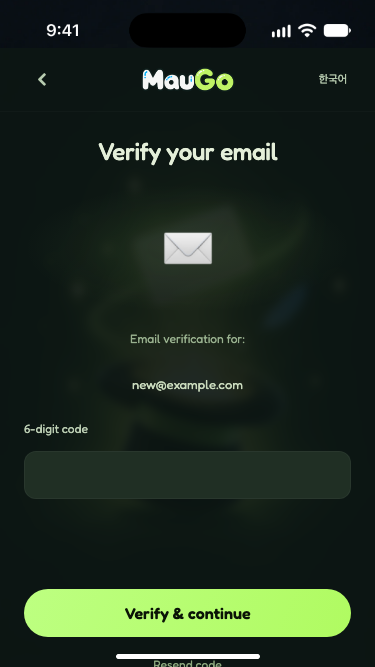 9:41
MauGo
한국어
Verify your email
Email verification for:
new@example.com
6-digit code
Verify & continue
Resend code